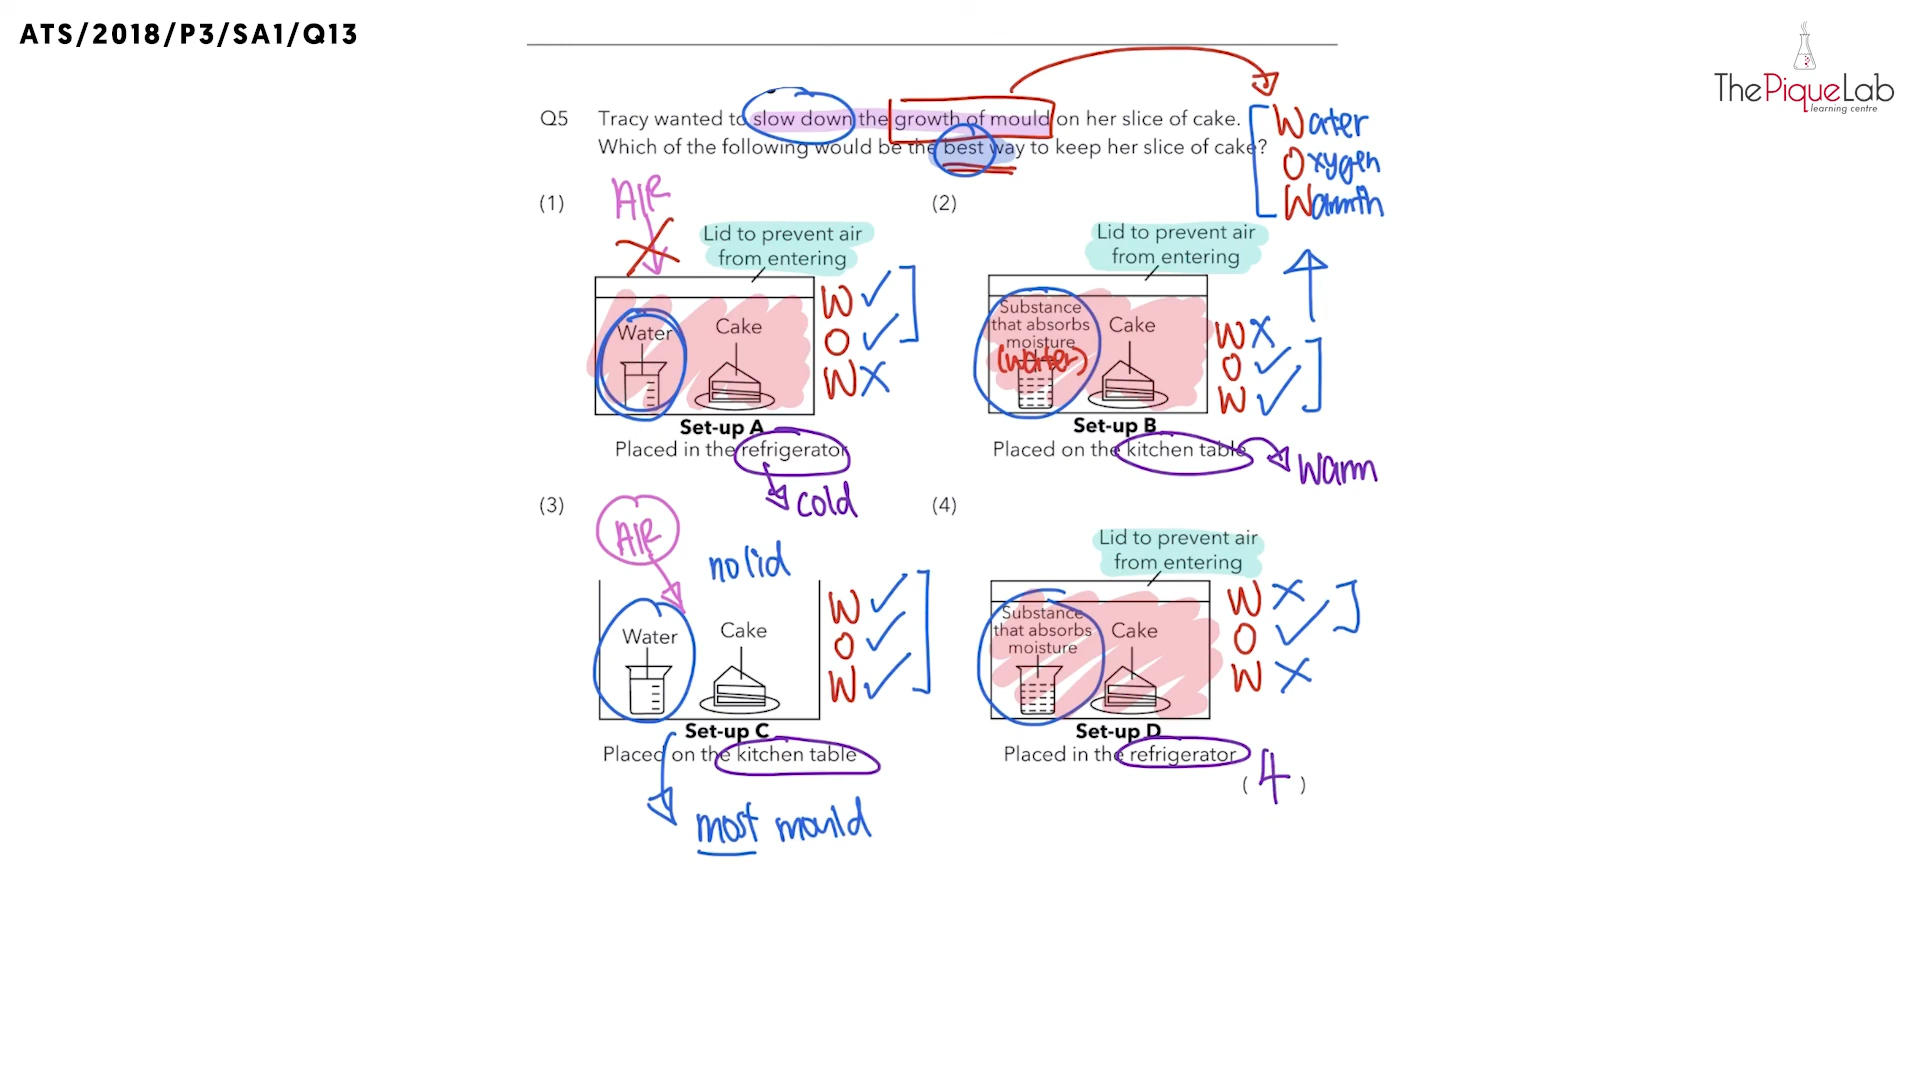 ATS/2018/P3/SA1/Q13
ThePiqueLab
learning centre
Q5 Tracy wanted to slow down the growth of mould on her slice of cake.
Which of the following would be the best way to keep her slice of cake?
Water
Oxygen
Warmth
(1)
AIR
Lid to prevent air
from entering
Water
Cake
W ✓
O ✓
W X
Set-up A
Placed in the refrigerator
cold
(2)
Lid to prevent air
from entering
Substance
that absorbs
moisture
(water)
Cake
W X
O ✓
W ✓
Set-up B
Placed on the kitchen table
warm
(3)
AIR
no lid
Water
Cake
W ✓
O ✓
W ✓
Set-up C
Placed on the kitchen table
most mould
(4)
Lid to prevent air
from entering
Substance
that absorbs
moisture
Cake
W X
O ✓
W X
Set-up D
Placed in the refrigerator
( 4 )